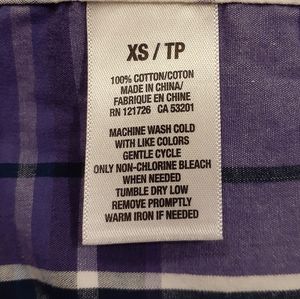 XS / TP
100% COTTON/COTON
MADE IN CHINA/
FABRIQUE EN CHINE
RN 121726 CA 53201
MACHINE WASH COLD
WITH LIKE COLORS
GENTLE CYCLE
ONLY NON-CHLORINE BLEACH
WHEN NEEDED
TUMBLE DRY LOW
REMOVE PROMPTLY
WARM IRON IF NEEDED